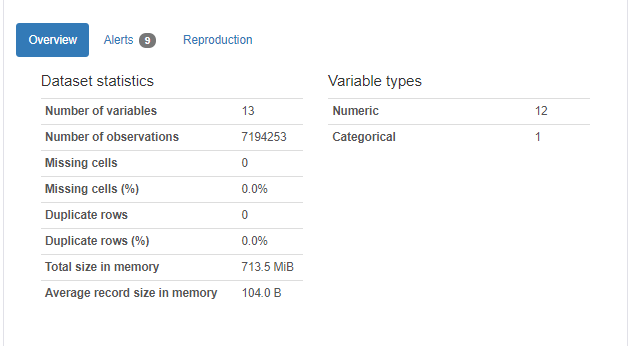 Overview Alerts 9 Reproduction
Dataset statistics
Number of variables 13
Number of observations 7194253
Missing cells 0
Missing cells (%) 0.0%
Duplicate rows 0
Duplicate rows (%) 0.0%
Total size in memory 713.5 MiB
Average record size in memory 104.0 B
Variable types
Numeric 12
Categorical 1